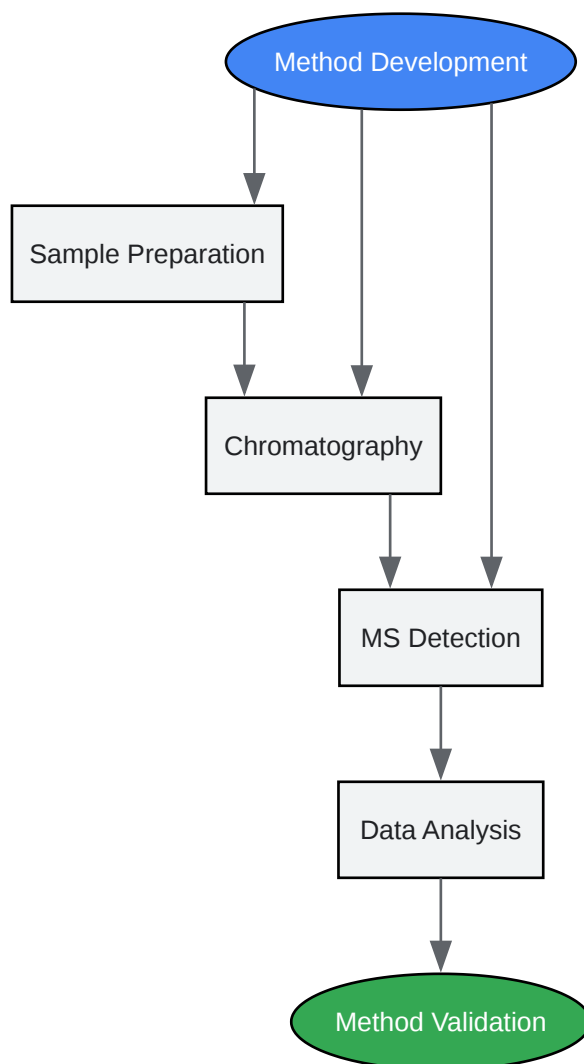 Method Development
Sample Preparation
Chromatography
MS Detection
Data Analysis
Method Validation